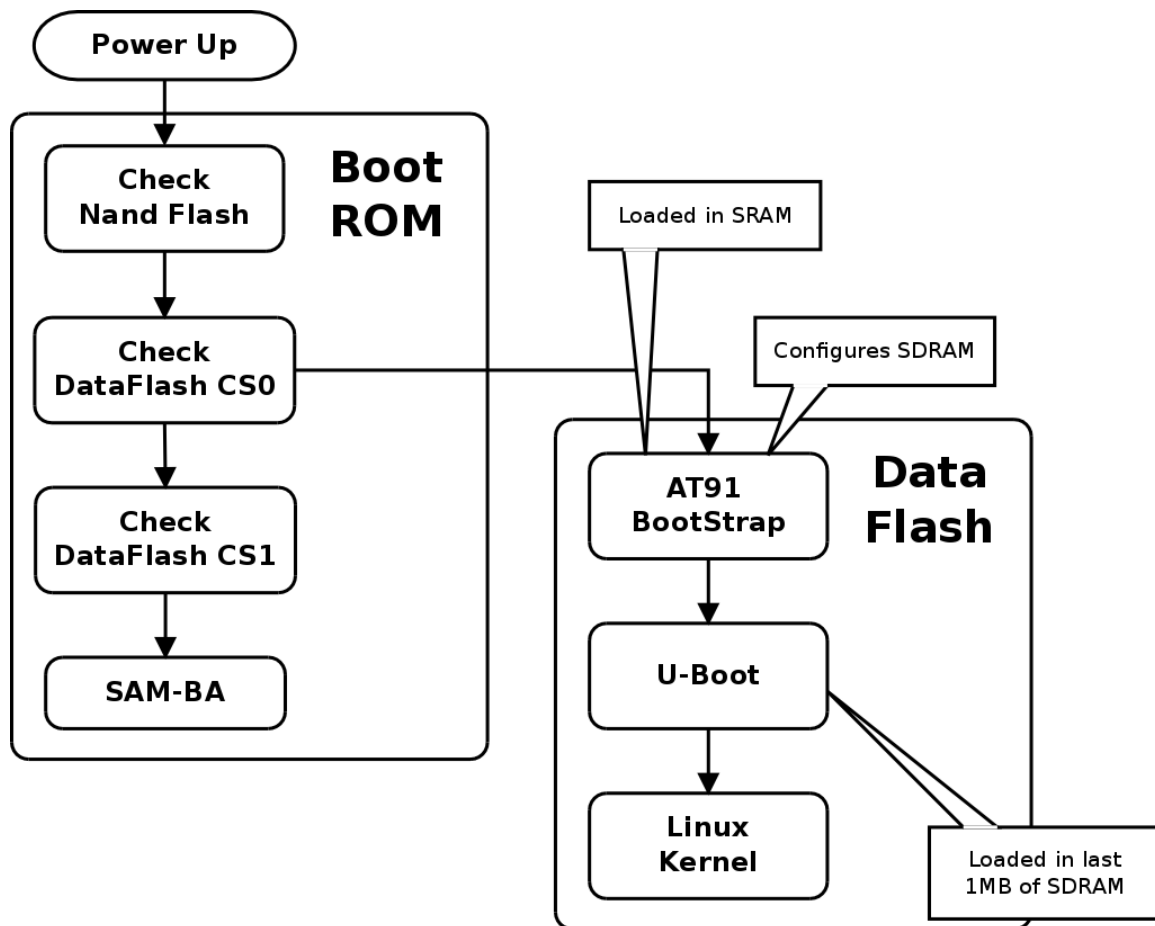 Power Up
Boot
ROM
Check
Nand Flash
Check
DataFlash CS0
Check
DataFlash CS1
SAM-BA
Loaded in SRAM
Configures SDRAM
Data
Flash
AT91
BootStrap
U-Boot
Linux
Kernel
Loaded in last
1MB of SDRAM